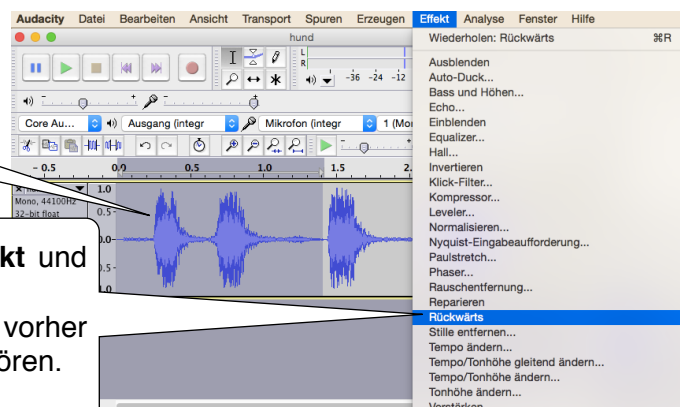 Audacity Datei Bearbeiten Ansicht Transport Spuren Erzeugen Effekt Analyse Fenster Hilfe
hund
Wiederholen: Rückwärts ⌘R
Ausblenden
Auto-Duck...
Bass und Höhen...
Echo...
Einblenden
Equalizer...
Hall...
Invertieren
Klick-Filter...
Kompressor...
Leveler...
Normalisieren...
Nyquist-Eingabeaufforderung...
Paulstretch...
Phaser...
Rauschentfernung...
Reparieren
Rückwärts
Stille entfernen...
Tempo ändern...
Tempo/Tonhöhe gleitend ändern...
Tempo/Tonhöhe ändern...
Tonhöhe ändern...
Verstärken
L
R
-36 -24 -12
Core Au... Ausgang (integr Mikrofon (integr 1 (Mo
- 0.5 0.0 0.5 1.0 1.5 2.
Mono, 44100Hz
32-bit float
1.0
0.5-
0.0-
kt und
vorher
ören.